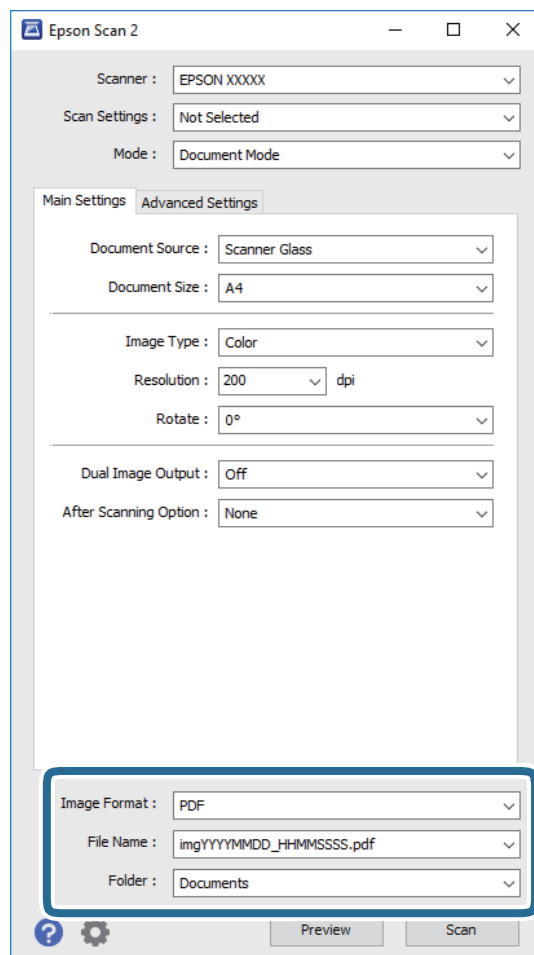 Epson Scan 2
Scanner : EPSON XXXXX
Scan Settings : Not Selected
Mode : Document Mode
Main Settings Advanced Settings
Document Source : Scanner Glass
Document Size : A4
Image Type : Color
Resolution : 200 dpi
Rotate : 0°
Dual Image Output : Off
After Scanning Option : None
Image Format : PDF
File Name : imgYYYYMMDD_HHMMSSSS.pdf
Folder : Documents
? Preview Scan